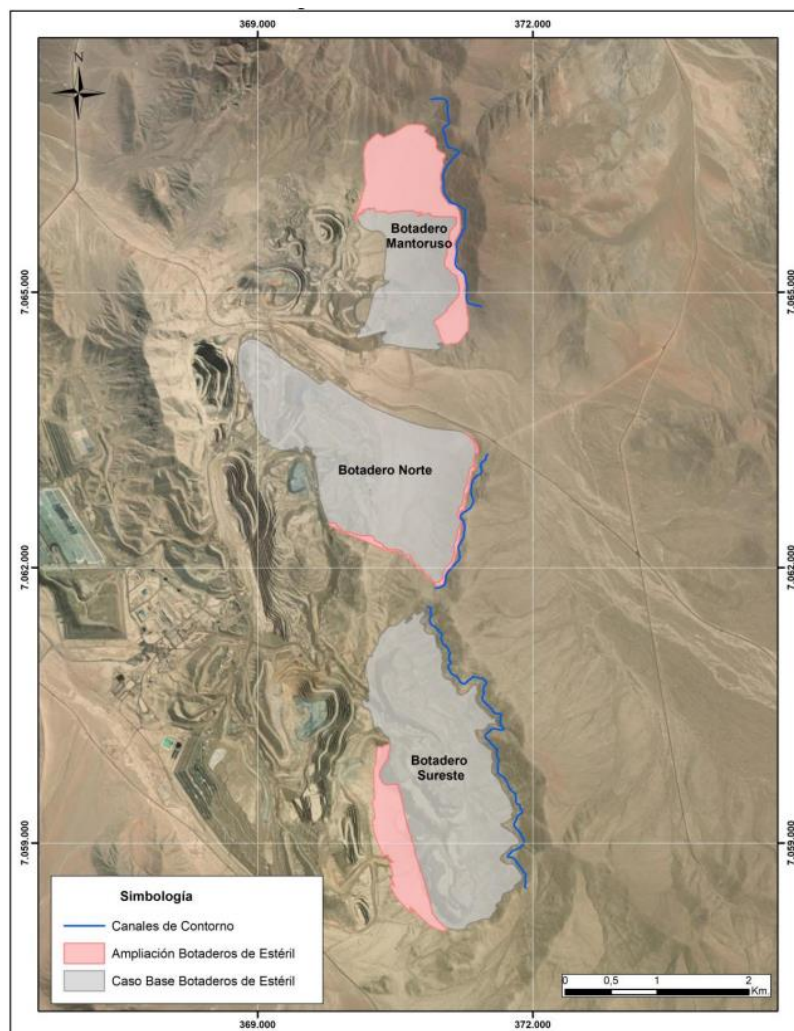 369.000
372.000
N
Botadero
Mantoruso
7.065.000
7.065.000
Botadero Norte
7.062.000
7.062.000
Botadero
Sureste
7.059.000
7.059.000
Simbología
Canales de Contorno
Ampliación Botaderos de Estéril
Caso Base Botaderos de Estéril
0 0,5 1 2
Km.
369.000
372.000